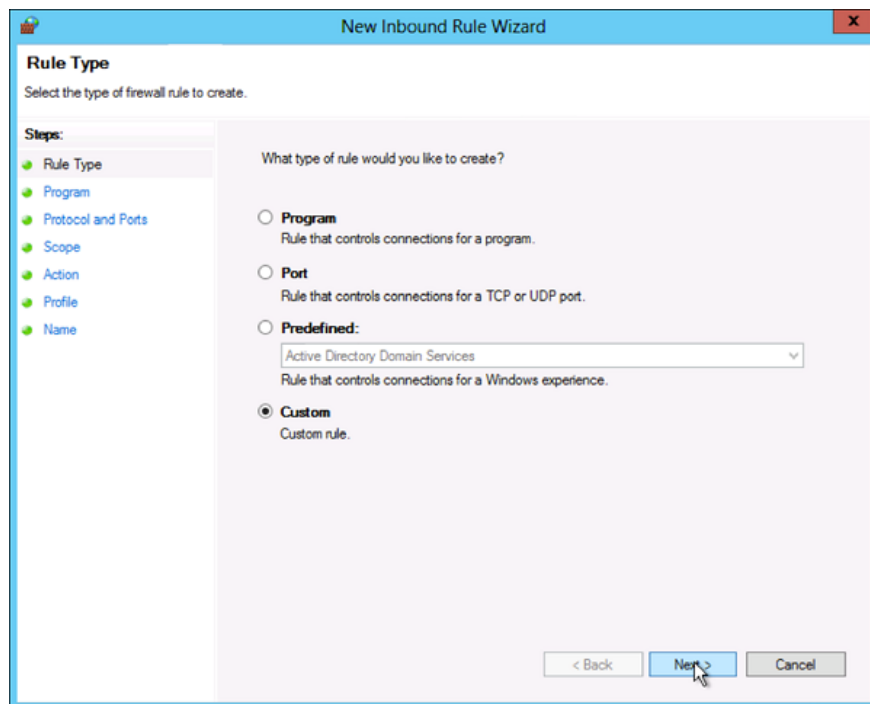 New Inbound Rule Wizard
x
Rule Type
Select the type of firewall rule to create.
Steps:
Rule Type
Program
Protocol and Ports
Scope
Action
Profile
Name
What type of rule would you like to create?
Program
Rule that controls connections for a program.
Port
Rule that controls connections for a TCP or UDP port.
Predefined:
Active Directory Domain Services
Rule that controls connections for a Windows experience.
Custom
Custom rule.
< Back Next > Cancel